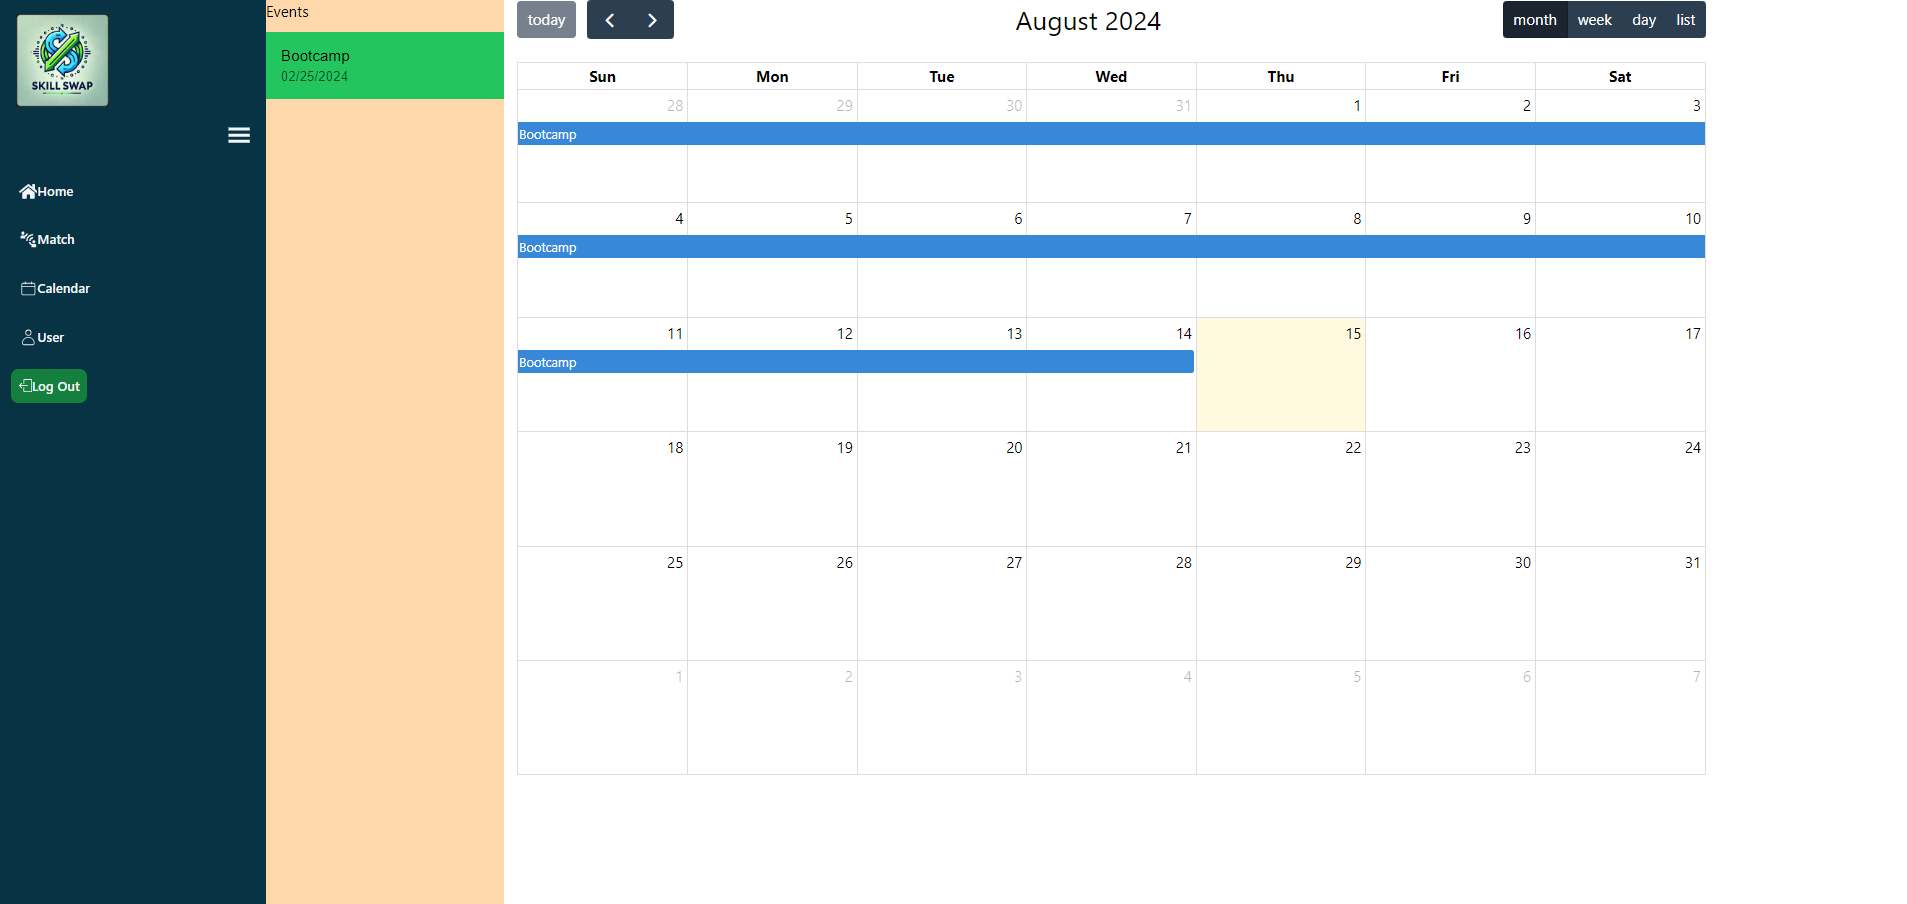 SKILL SWAP
Home
Match
Calendar
User
Log Out
Events
Bootcamp
02/25/2024
today
August 2024
month week day list
Sun Mon Tue Wed Thu Fri Sat
28 29 30 31 1 2 3
Bootcamp
4 5 6 7 8 9 10
Bootcamp
11 12 13 14 15 16 17
Bootcamp
18 19 20 21 22 23 24
25 26 27 28 29 30 31
1 2 3 4 5 6 7